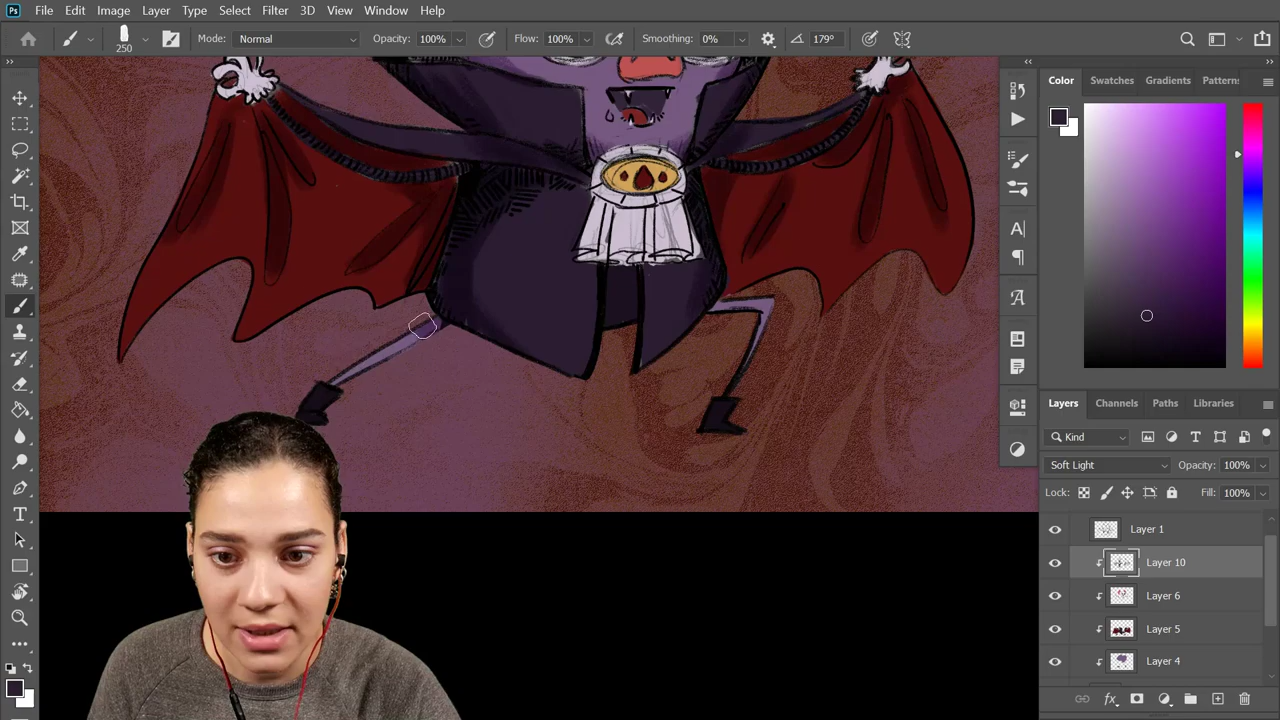 Ps File Edit Image Layer Type Select Filter 3D View Window Help
250 Mode: Normal Opacity: 100% Flow: 100% Smoothing: 0% 179°
Color Swatches Gradients Patterns
Layers Channels Paths Libraries
Kind
Soft Light Opacity: 100%
Lock: Fill: 100%
Layer 1
Layer 10
Layer 6
Layer 5
Layer 4
fx